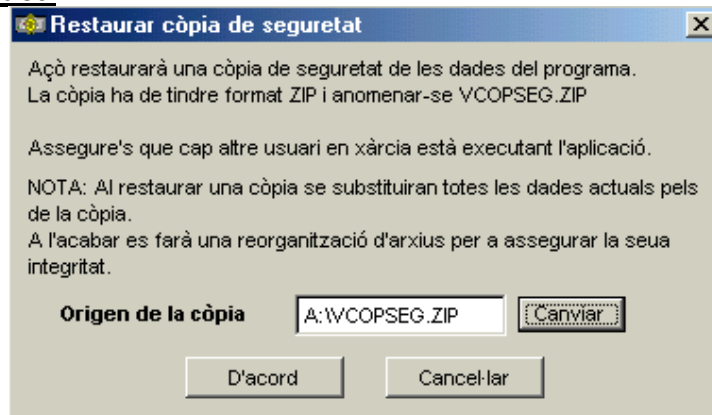 Restaurar còpia de seguretat
Açò restaurarà una còpia de seguretat de les dades del programa.
La còpia ha de tindre format ZIP i anomenar-se VCOPSEG.ZIP
Assegure's que cap altre usuari en xàrcia està executant l'aplicació.
NOTA: Al restaurar una còpia se substituiran totes les dades actuals pels
de la còpia.
A l'acabar es farà una reorganització d'arxius per a assegurar la seua
integritat.
Origen de la còpia A:\VCOPSEG.ZIP Canviar
D'acord Cancel·lar